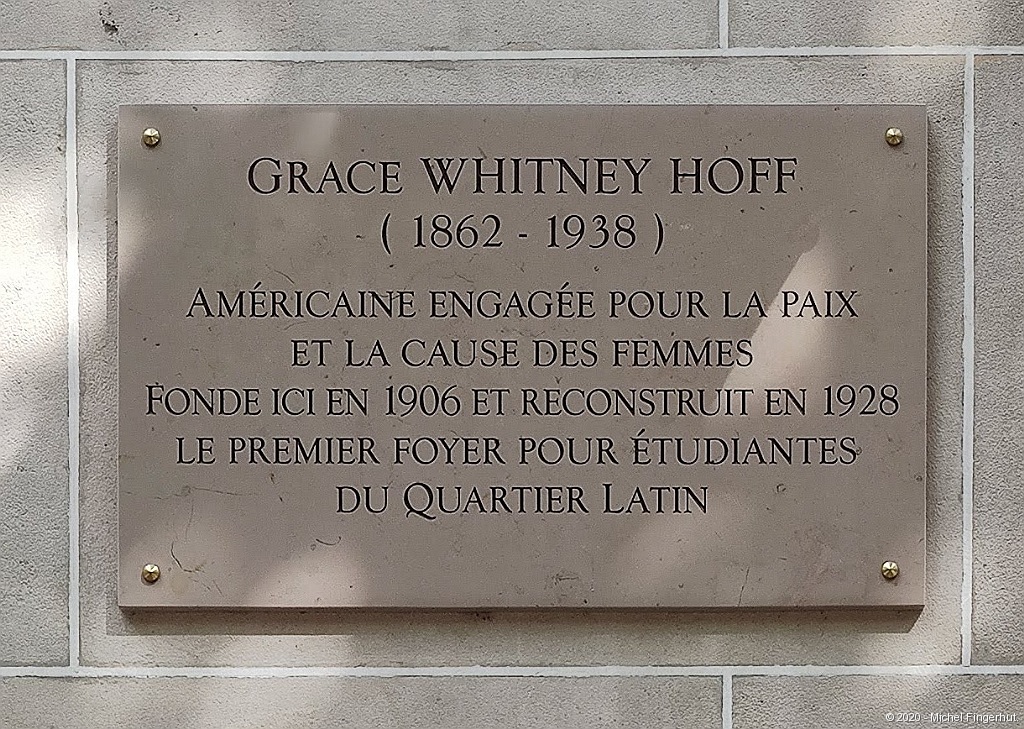 GRACE WHITNEY HOFF
( 1862 - 1938 )
AMÉRICAINE ENGAGÉE POUR LA PAIX
ET LA CAUSE DES FEMMES
FONDE ICI EN 1906 ET RECONSTRUIT EN 1928
LE PREMIER FOYER POUR ÉTUDIANTES
DU QUARTIER LATIN
© 2020 - Michel Fingerhut